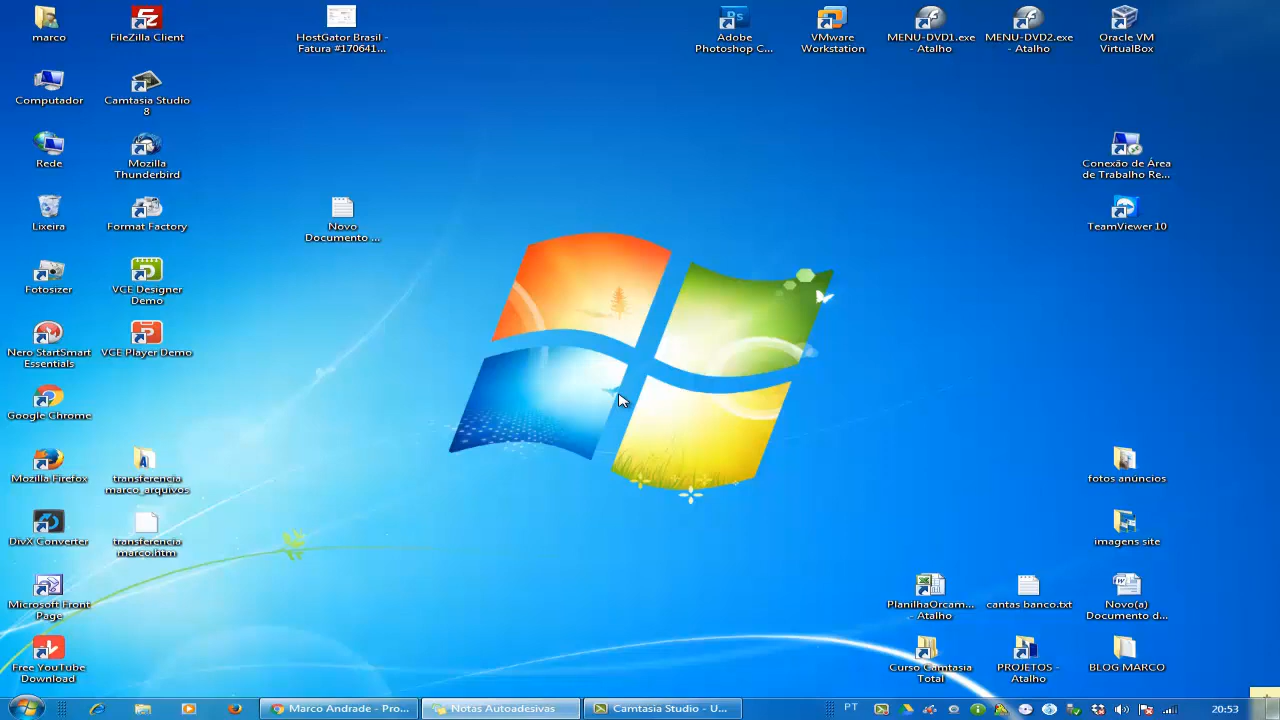 marco
FileZilla Client
HostGator Brasil -
Fatura #170641...
Adobe
Photoshop C...
VMware
Workstation
MENU-DVD1.exe
- Atalho
MENU-DVD2.exe
- Atalho
Oracle VM
VirtualBox
Computador
Camtasia Studio
8
Rede
Mozilla
Thunderbird
Conexão de Área
de Trabalho Re...
Lixeira
Format Factory
Novo
Documento ...
TeamViewer 10
Fotosizer
VCE Designer
Demo
Nero StartSmart
Essentials
VCE Player Demo
Google Chrome
Mozilla Firefox
transferencia
marco_arquivos
fotos anúncios
DivX Converter
transferencia
marco.htm
imagens site
Microsoft Front
Page
PlanilhaOrcam...
- Atalho
cantas banco.txt
Novo(a)
Documento d...
Free YouTube
Download
Curso Camtasia
Total
PROJETOS -
Atalho
BLOG MARCO
Marco Andrade - Pro...
Notas Autoadesivas
Camtasia Studio - U...
PT
20:53